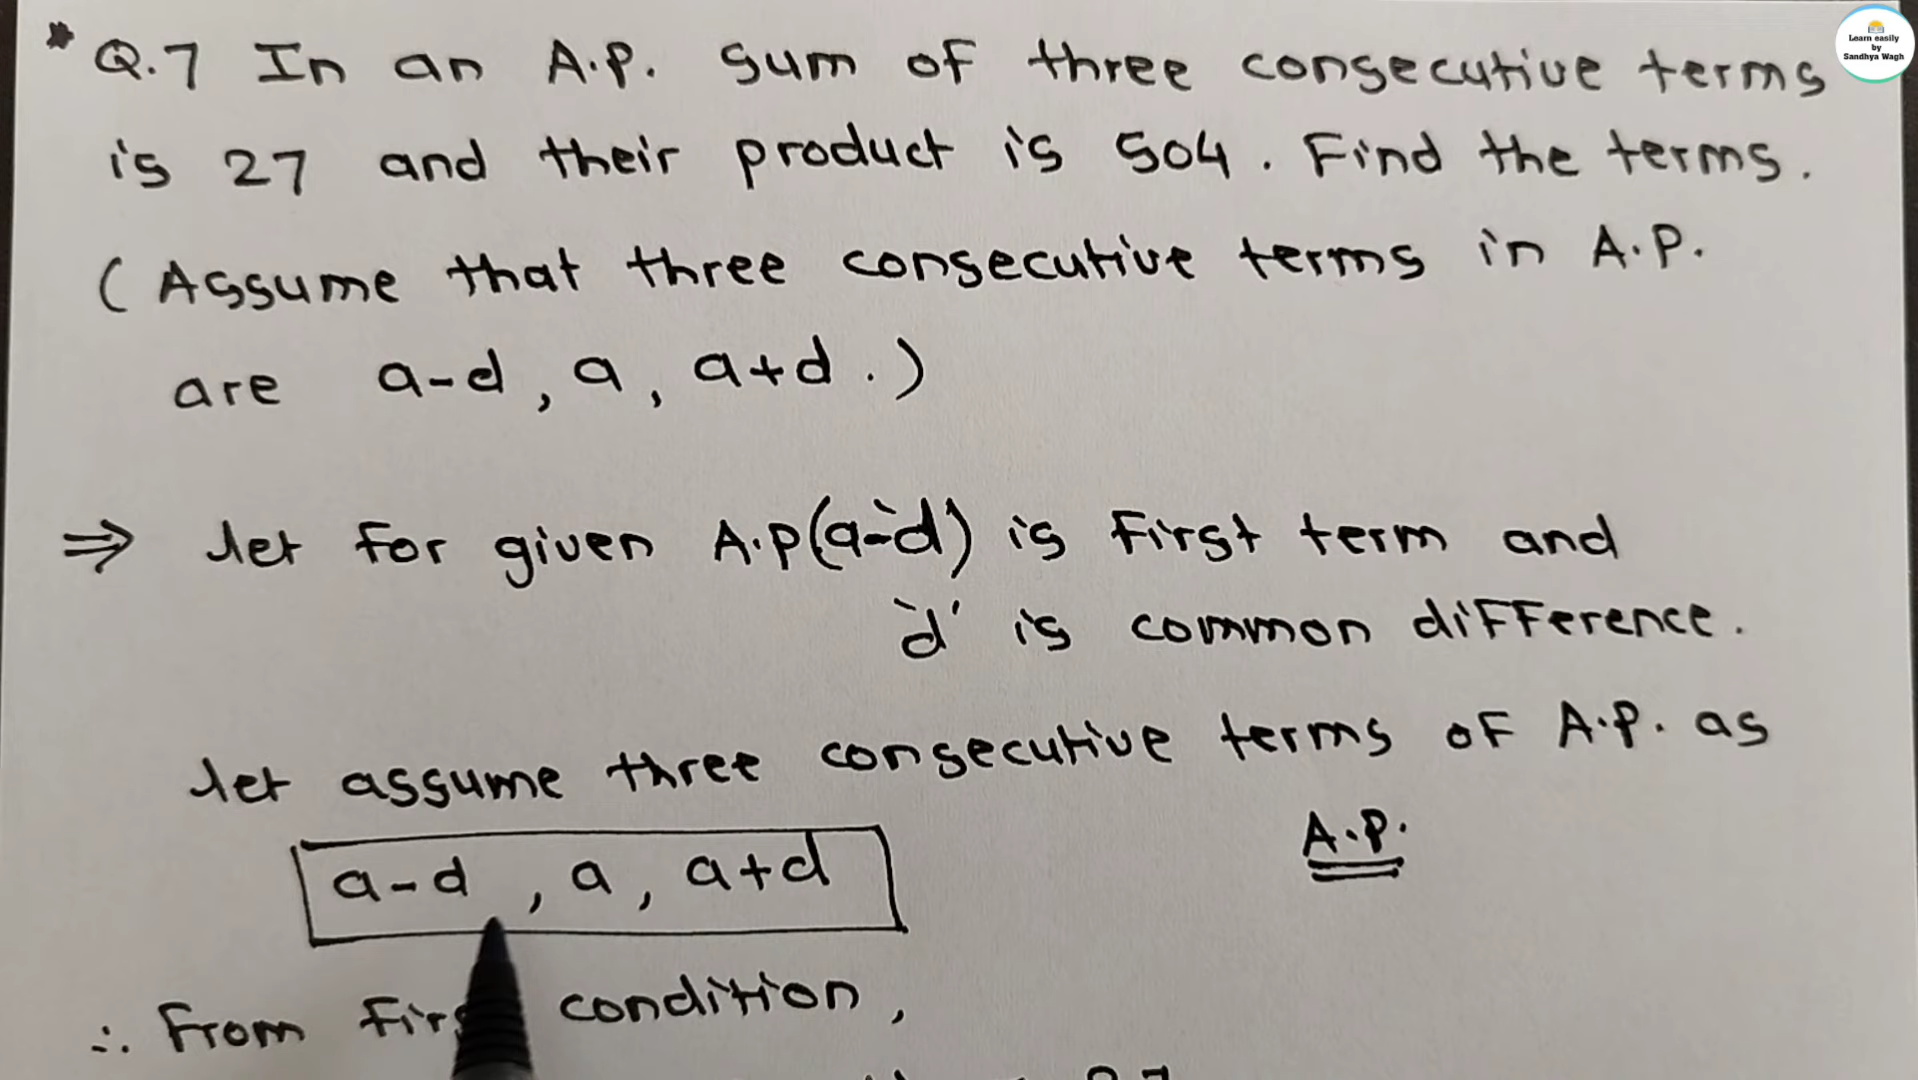 * Q.7 In an A.P. sum of three consecutive terms
is 27 and their product is 504. Find the terms.
(Assume that three consecutive terms in A.P.
are a-d, a, a+d.)
⇒ let for given A.P(a-d) is first term and
'd' is common difference.
let assume three consecutive terms of A.P. as
a-d, a, a+d
A.P.
∴ From condition,
Learn easily
by
Sandhya Wagh